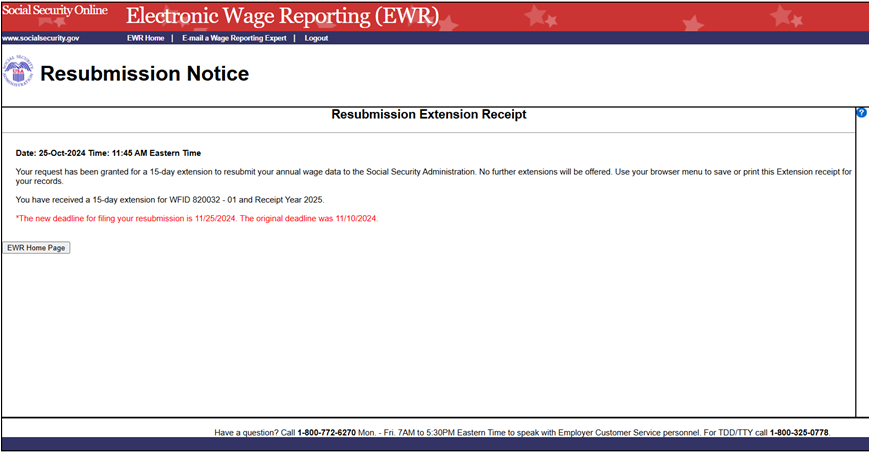 Social Security Online
Electronic Wage Reporting (EWR)
www.socialsecurity.gov
EWR Home | E-mail a Wage Reporting Expert | Logout
Resubmission Notice
Resubmission Extension Receipt
?
Date: 25-Oct-2024 Time: 11:45 AM Eastern Time
Your request has been granted for a 15-day extension to resubmit your annual wage data to the Social Security Administration. No further extensions will be offered. Use your browser menu to save or print this Extension receipt for
your records.
You have received a 15-day extension for WFID 820032 - 01 and Receipt Year 2025.
*The new deadline for filing your resubmission is 11/25/2024. The original deadline was 11/10/2024.
EWR Home Page
Have a question? Call 1-800-772-6270 Mon. - Fri. 7AM to 5:30PM Eastern Time to speak with Employer Customer Service personnel. For TDD/TTY call 1-800-325-0778.